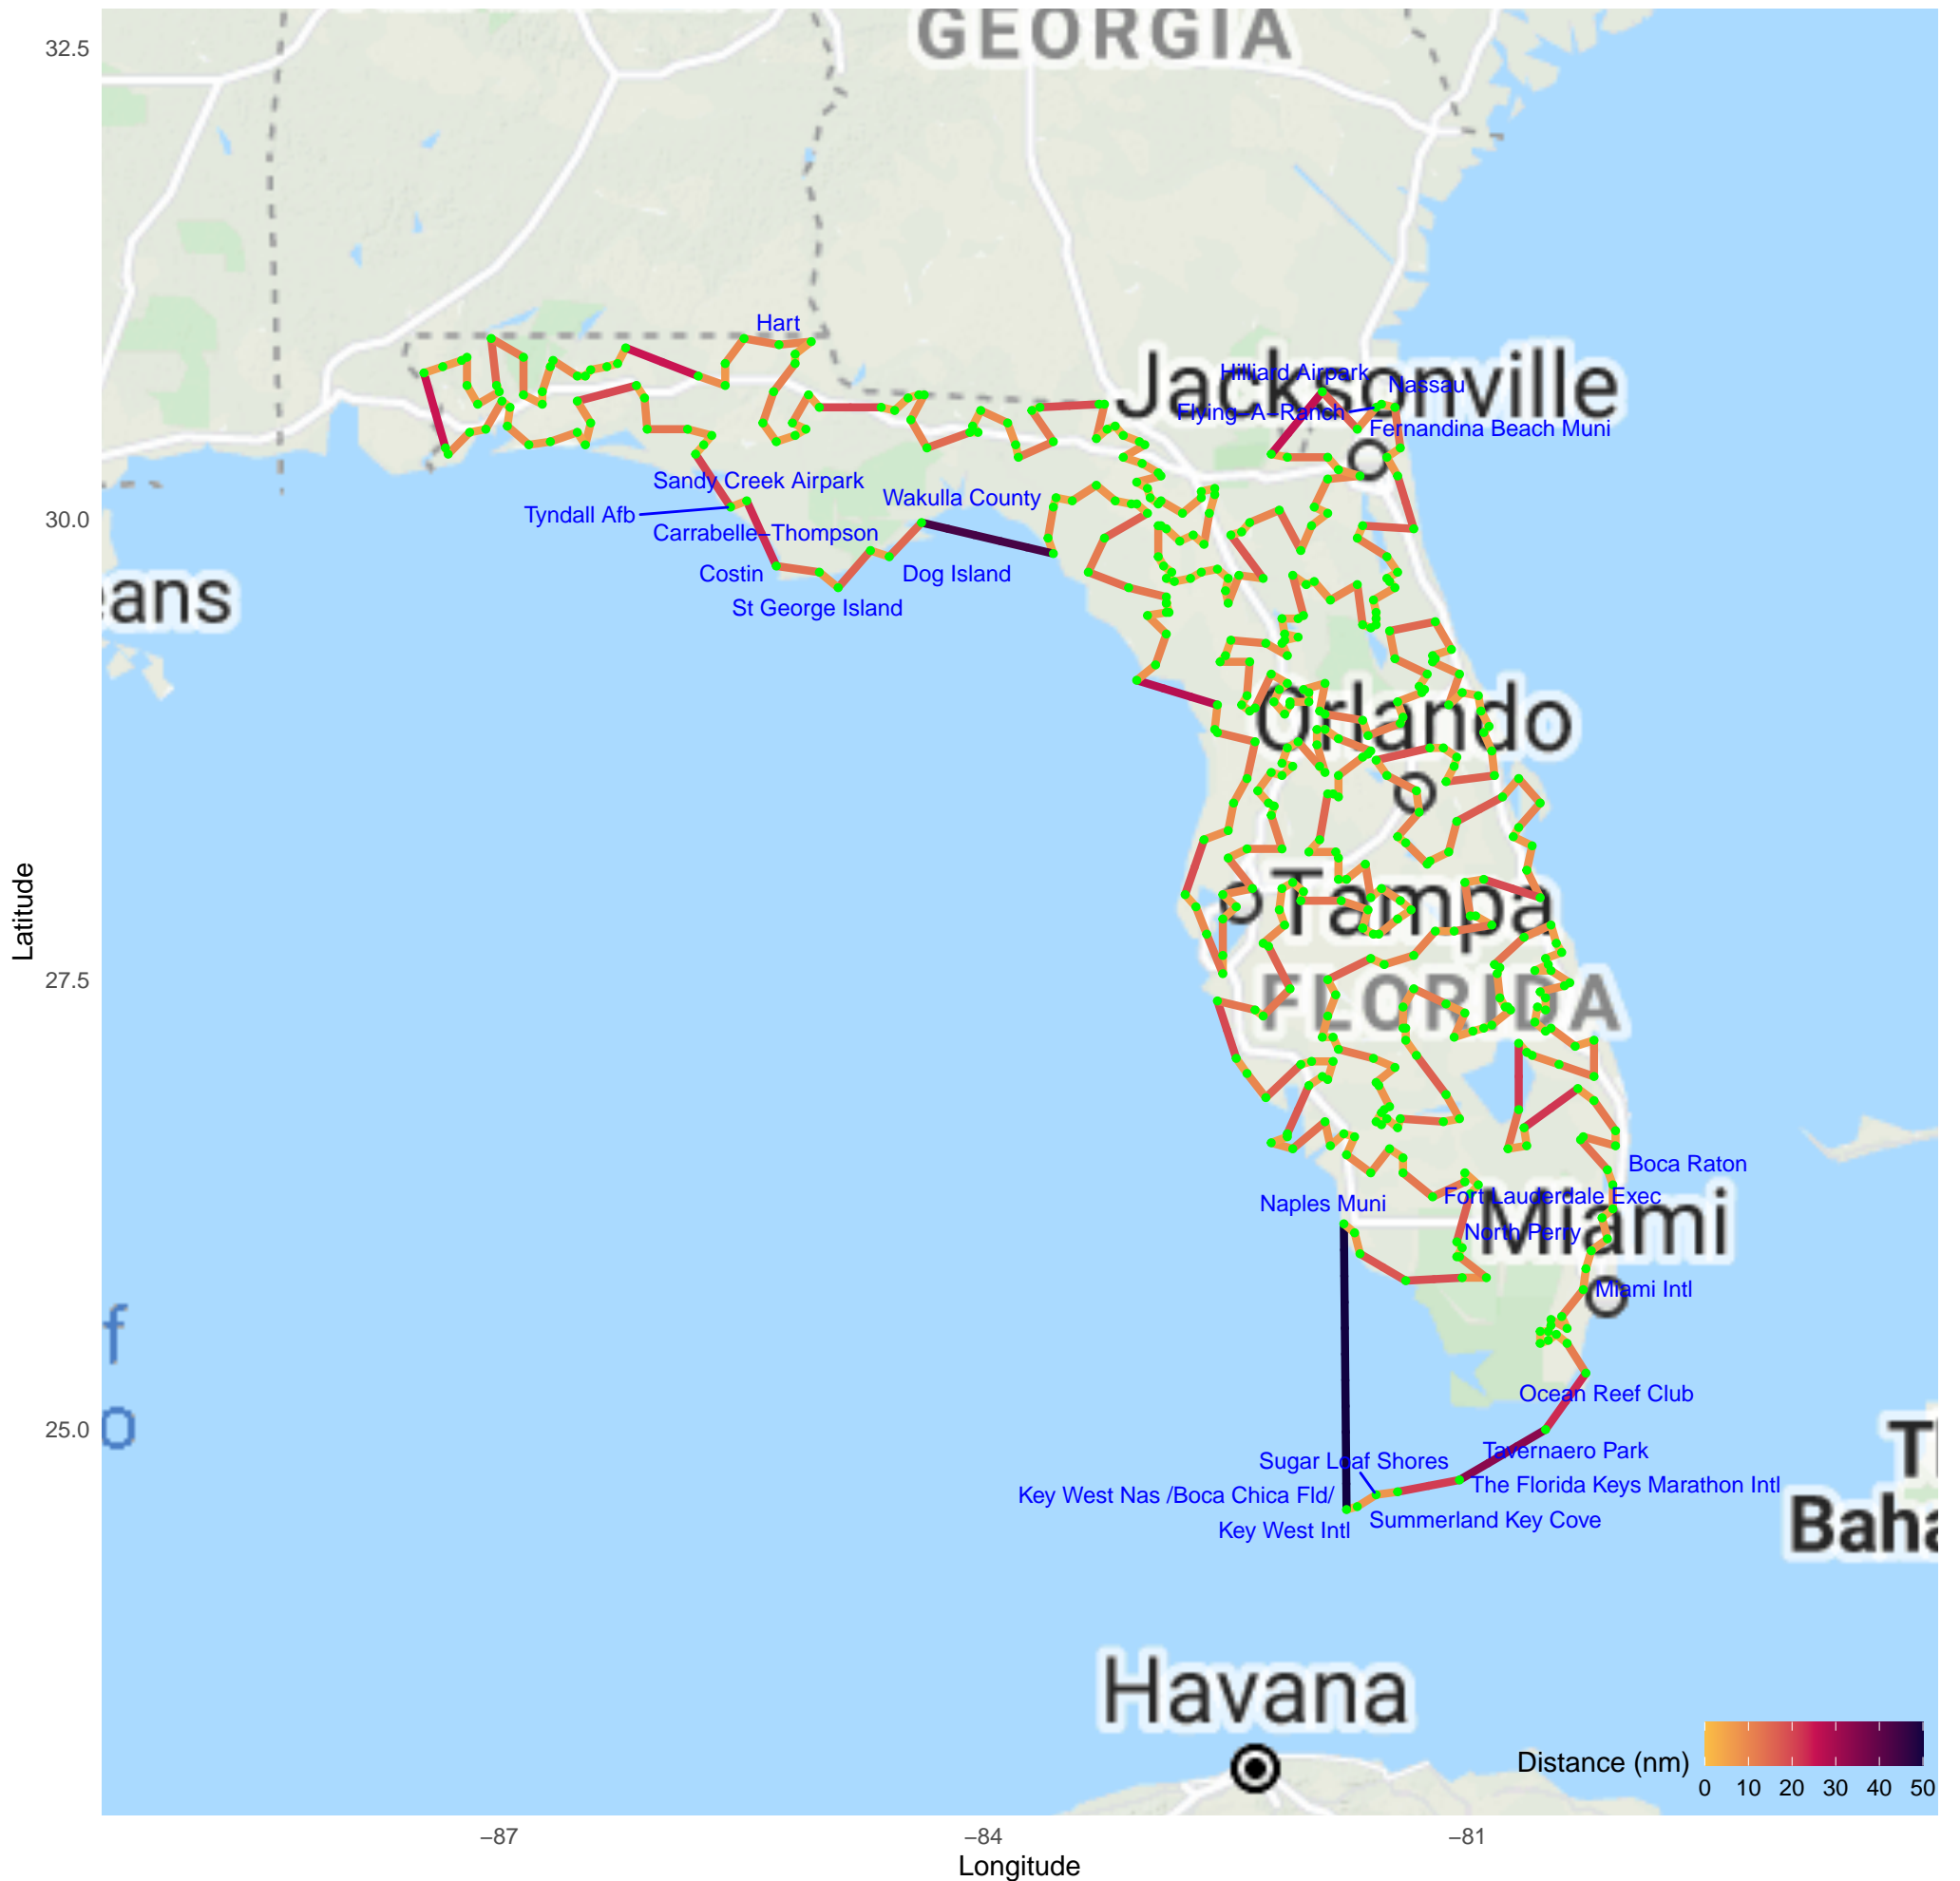 GEORGIA
32.5
Hart
Jacksonville
Hilliard Airpark
Nassau
Flying−A−Ranch
Fernandina Beach Muni
Sandy Creek Airpark
Wakulla County
Tyndall Afb
30.0
Carrabelle−Thompson
Costin
Dog Island
eans
St George Island
Orlando
Tampa
Latitude
27.5
FLORIDA
Boca Raton
Naples Muni
Fort Lauderdale Exec
Miami
North Perry
Miami Intl
f
Ocean Reef Club
25.0
o
Tavernaero Park
Sugar Loaf Shores
The Florida Keys Marathon Intl
Key West Nas /Boca Chica Fld/
Summerland Key Cove
Key West Intl
Baha
Havana
Distance (nm)
0 10 20 30 40 50
−87 −84 −81
Longitude